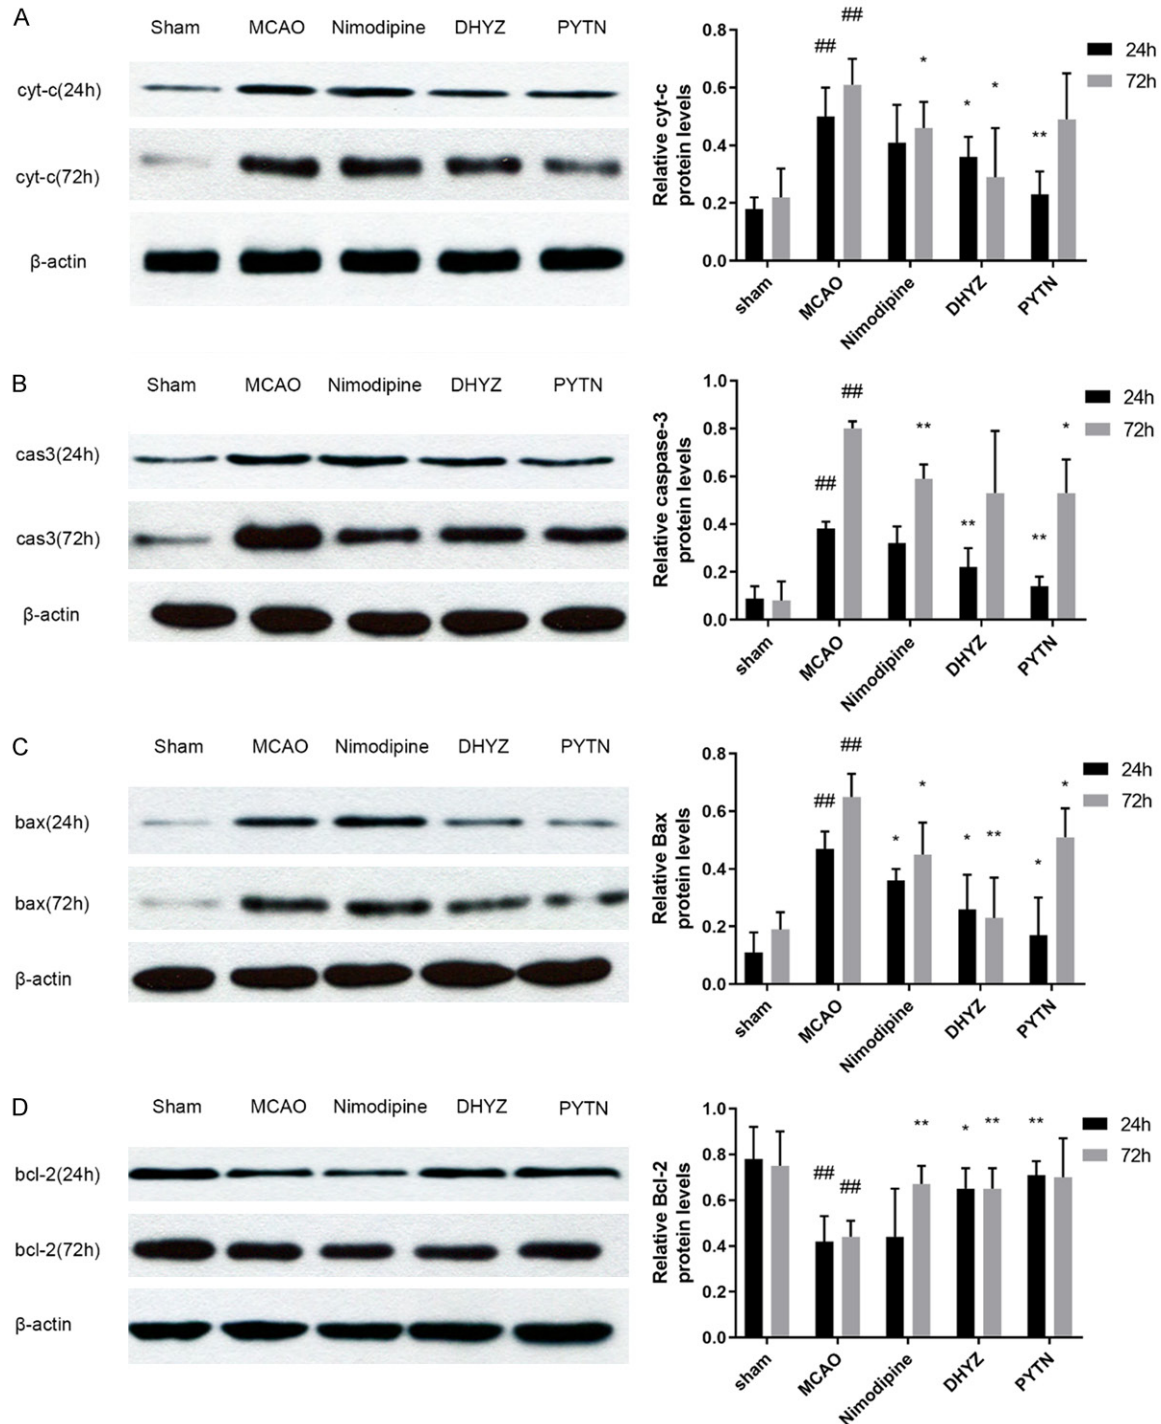 A
Sham MCAO Nimodipine DHYZ PYTN
cyt-c(24h)
cyt-c(72h)
β-actin
Relative cyt-c
protein levels
0.8
0.6
0.4
0.2
0.0
##
##
*
*
*
**
24h
72h
sham MCAO Nimodipine DHYZ PYTN
B
Sham MCAO Nimodipine DHYZ PYTN
cas3(24h)
cas3(72h)
β-actin
Relative caspase-3
protein levels
1.0
0.8
0.6
0.4
0.2
0.0
##
##
**
**
**
*
24h
72h
sham MCAO Nimodipine DHYZ PYTN
C
Sham MCAO Nimodipine DHYZ PYTN
bax(24h)
bax(72h)
β-actin
Relative Bax
protein levels
0.8
0.6
0.4
0.2
0.0
##
##
*
*
*
**
*
*
24h
72h
sham MCAO Nimodipine DHYZ PYTN
D
Sham MCAO Nimodipine DHYZ PYTN
bcl-2(24h)
bcl-2(72h)
β-actin
Relative Bcl-2
protein levels
1.0
0.8
0.6
0.4
0.2
0.0
##
##
**
*
**
**
24h
72h
sham MCAO Nimodipine DHYZ PYTN